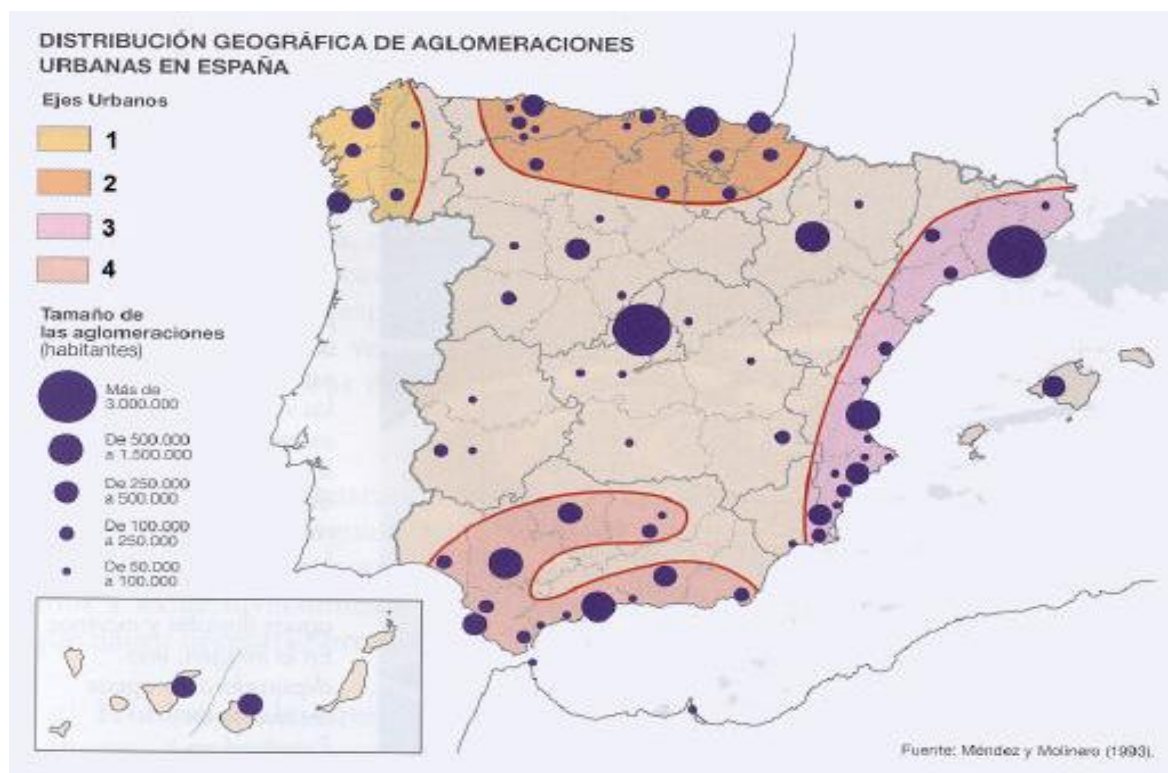 DISTRIBUCIÓN GEOGRÁFICA DE AGLOMERACIONES
URBANAS EN ESPAÑA
Ejes Urbanos
1
2
3
4
Tamaño de
las aglomeraciones
(habitantes)
Más de
3.000.000
De 500.000
a 1.500.000
De 250.000
a 500.000
De 100.000
a 250.000
De 50.000
a 100.000
Fuente: Méndez y Molinero (1993).